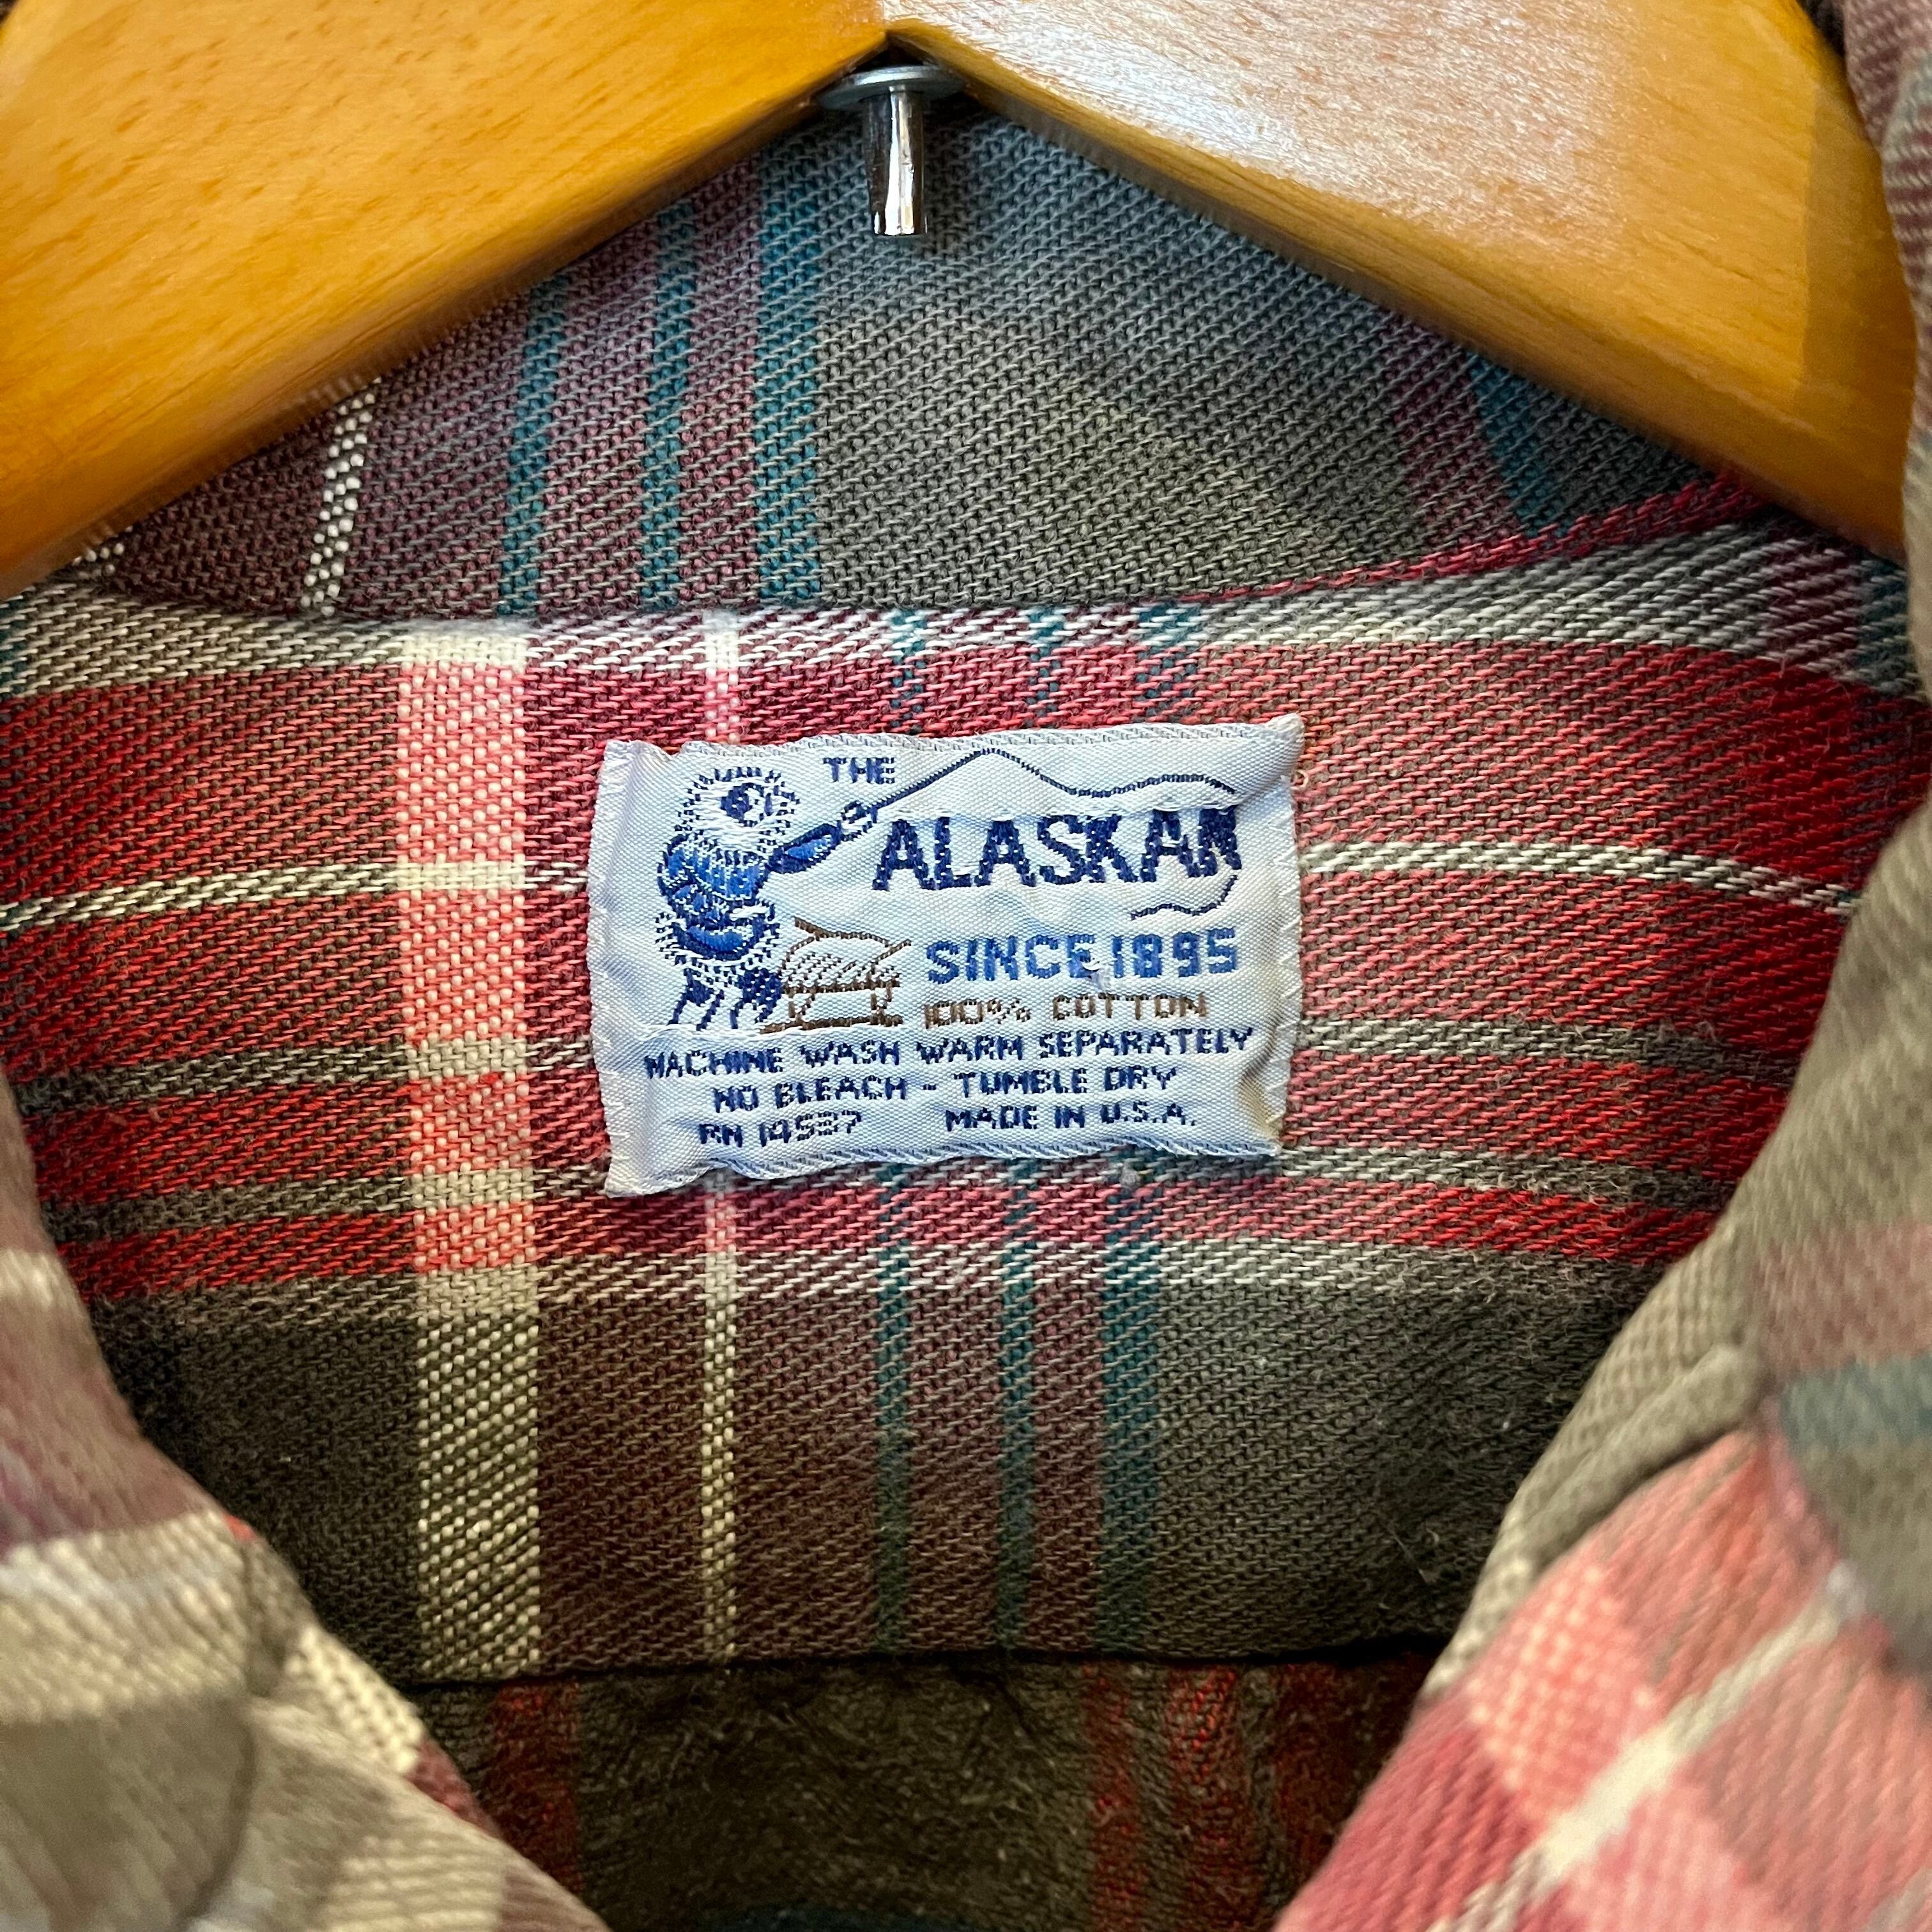 THE
ALASKAN
SINCE 1895
100% COTTON
MACHINE WASH WARM SEPARATELY
NO BLEACH - TUMBLE DRY
RN 14537 MADE IN U.S.A.